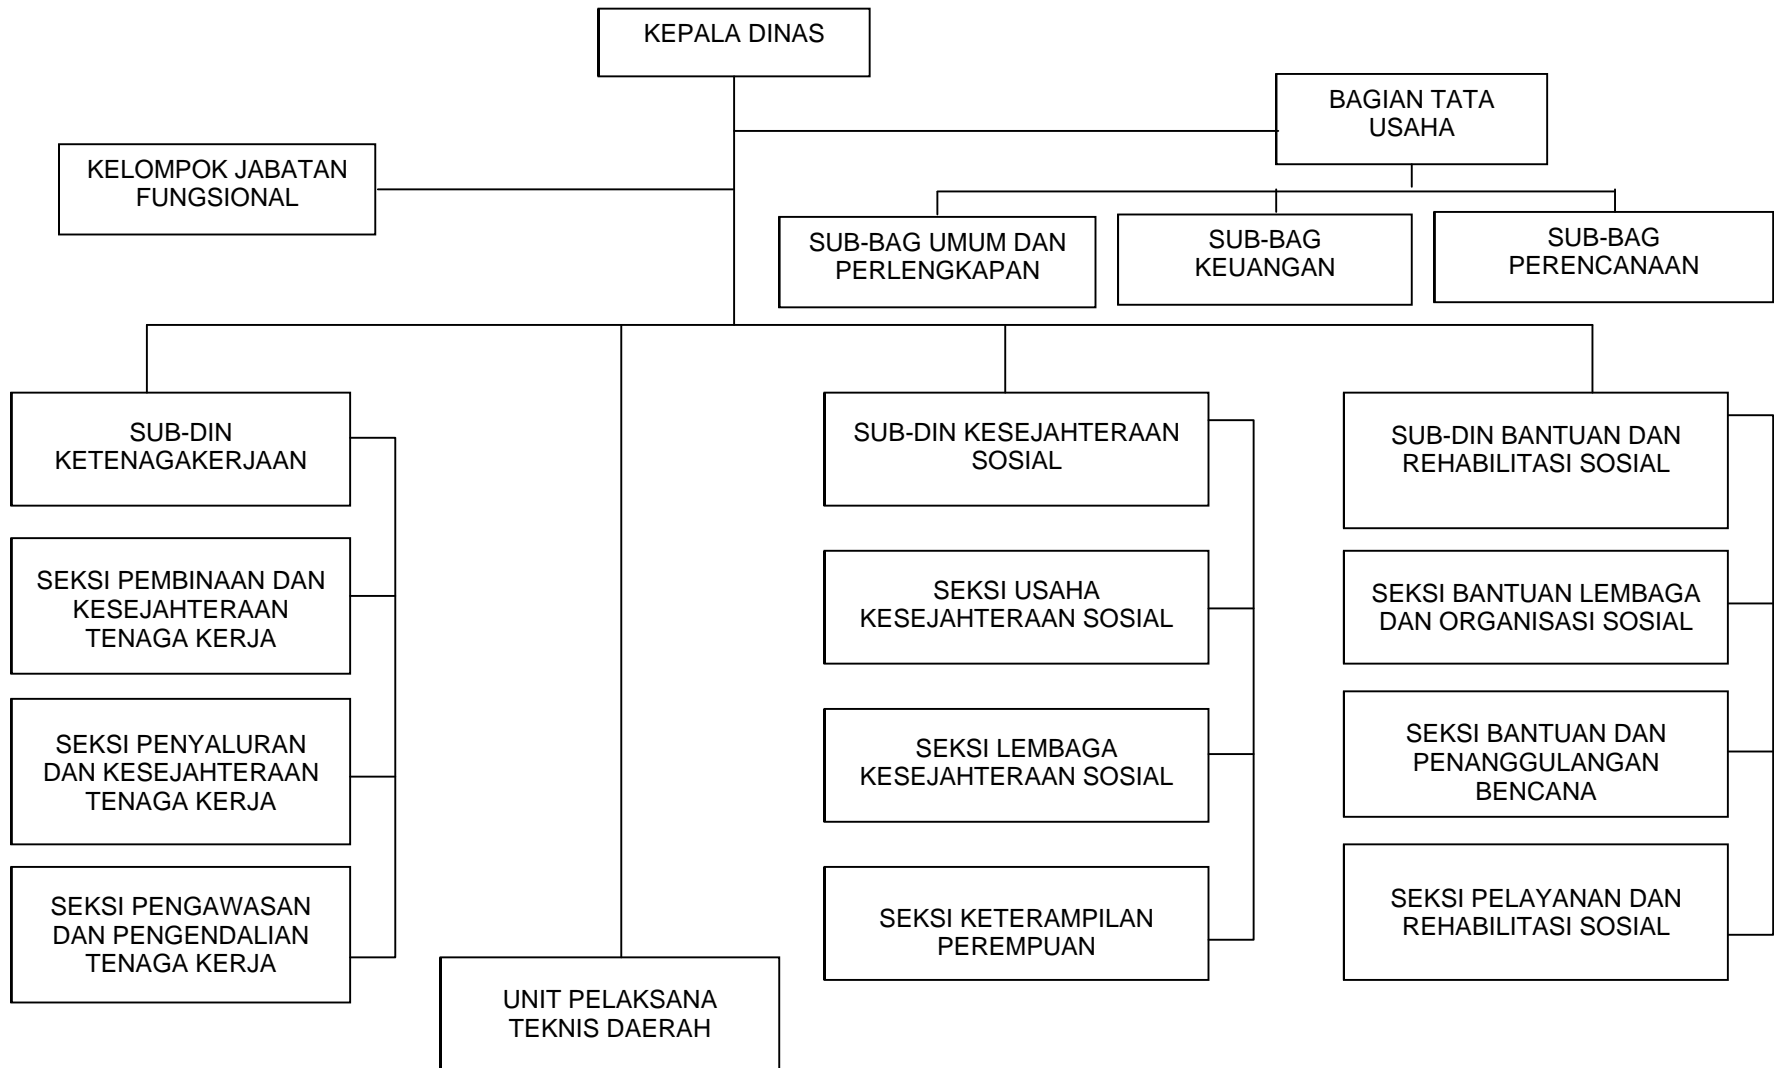 KEPALA DINAS
BAGIAN TATA
USAHA
KELOMPOK JABATAN
FUNGSIONAL
SUB-BAG UMUM DAN
PERLENGKAPAN
SUB-BAG
KEUANGAN
SUB-BAG
PERENCANAAN
SUB-DIN
KETENAGAKERJAAN
SEKSI PEMBINAAN DAN
KESEJAHTERAAN
TENAGA KERJA
SEKSI PENYALURAN
DAN KESEJAHTERAAN
TENAGA KERJA
SEKSI PENGAWASAN
DAN PENGENDALIAN
TENAGA KERJA
UNIT PELAKSANA
TEKNIS DAERAH
SUB-DIN KESEJAHTERAAN
SOSIAL
SEKSI USAHA
KESEJAHTERAAN SOSIAL
SEKSI LEMBAGA
KESEJAHTERAAN SOSIAL
SEKSI KETERAMPILAN
PEREMPUAN
SUB-DIN BANTUAN DAN
REHABILITASI SOSIAL
SEKSI BANTUAN LEMBAGA
DAN ORGANISASI SOSIAL
SEKSI BANTUAN DAN
PENANGGULANGAN
BENCANA
SEKSI PELAYANAN DAN
REHABILITASI SOSIAL